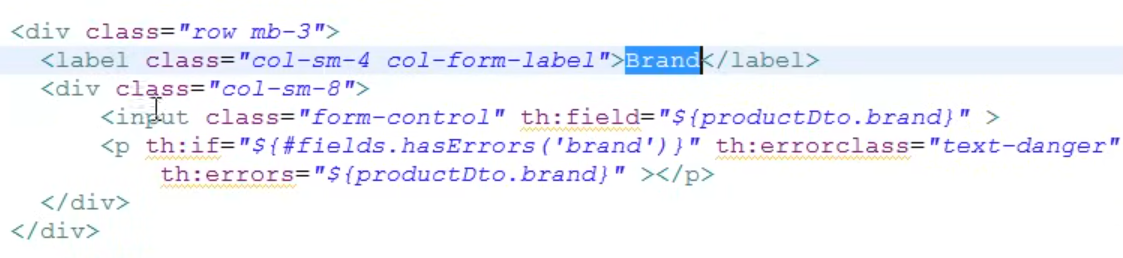 <div class="row mb-3">
<label class="col-sm-4 col-form-label">Brand</label>
<div class="col-sm-8">
<input class="form-control" th:field="${productDto.brand}" >
<p th:if="${#fields.hasErrors('brand')}" th:errorclass="text-danger"
th:errors="${productDto.brand}" ></p>
</div>
</div>